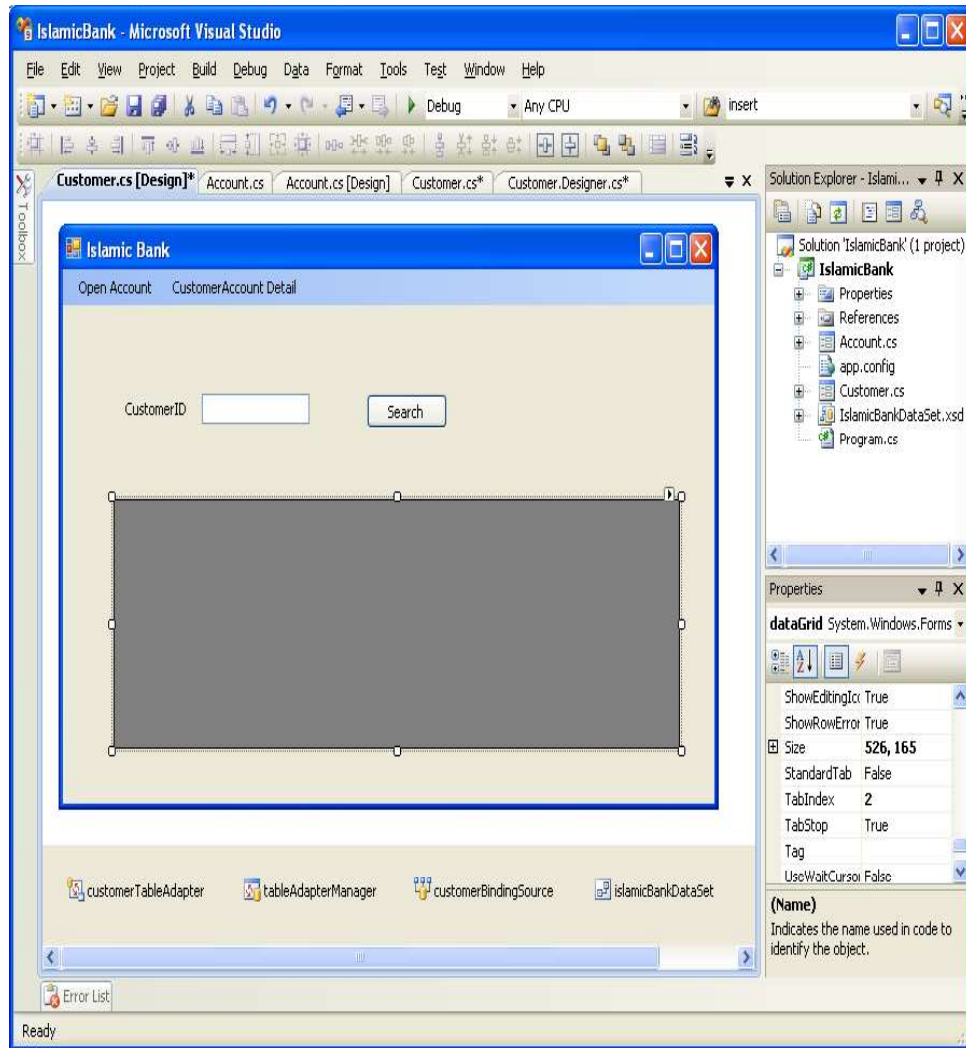 IslamicBank - Microsoft Visual Studio
File Edit View Project Build Debug Data Format Tools Test Window Help
Debug Any CPU insert
Toolbox
Customer.cs [Design]* Account.cs Account.cs [Design] Customer.cs* Customer.Designer.cs*
Islamic Bank
Open Account CustomerAccount Detail
CustomerID Search
customerTableAdapter tableAdapterManager customerBindingSource islamicBankDataSet
Solution Explorer - Islami...
Solution 'IslamicBank' (1 project)
IslamicBank
Properties
References
Account.cs
app.config
Customer.cs
IslamicBankDataSet.xsd
Program.cs
Properties
dataGrid System.Windows.Forms
ShowEditingIc True
ShowRowError True
Size 526, 165
StandardTab False
TabIndex 2
TabStop True
Tag
UseWaitCursor False
(Name)
Indicates the name used in code to
identify the object.
Error List
Ready